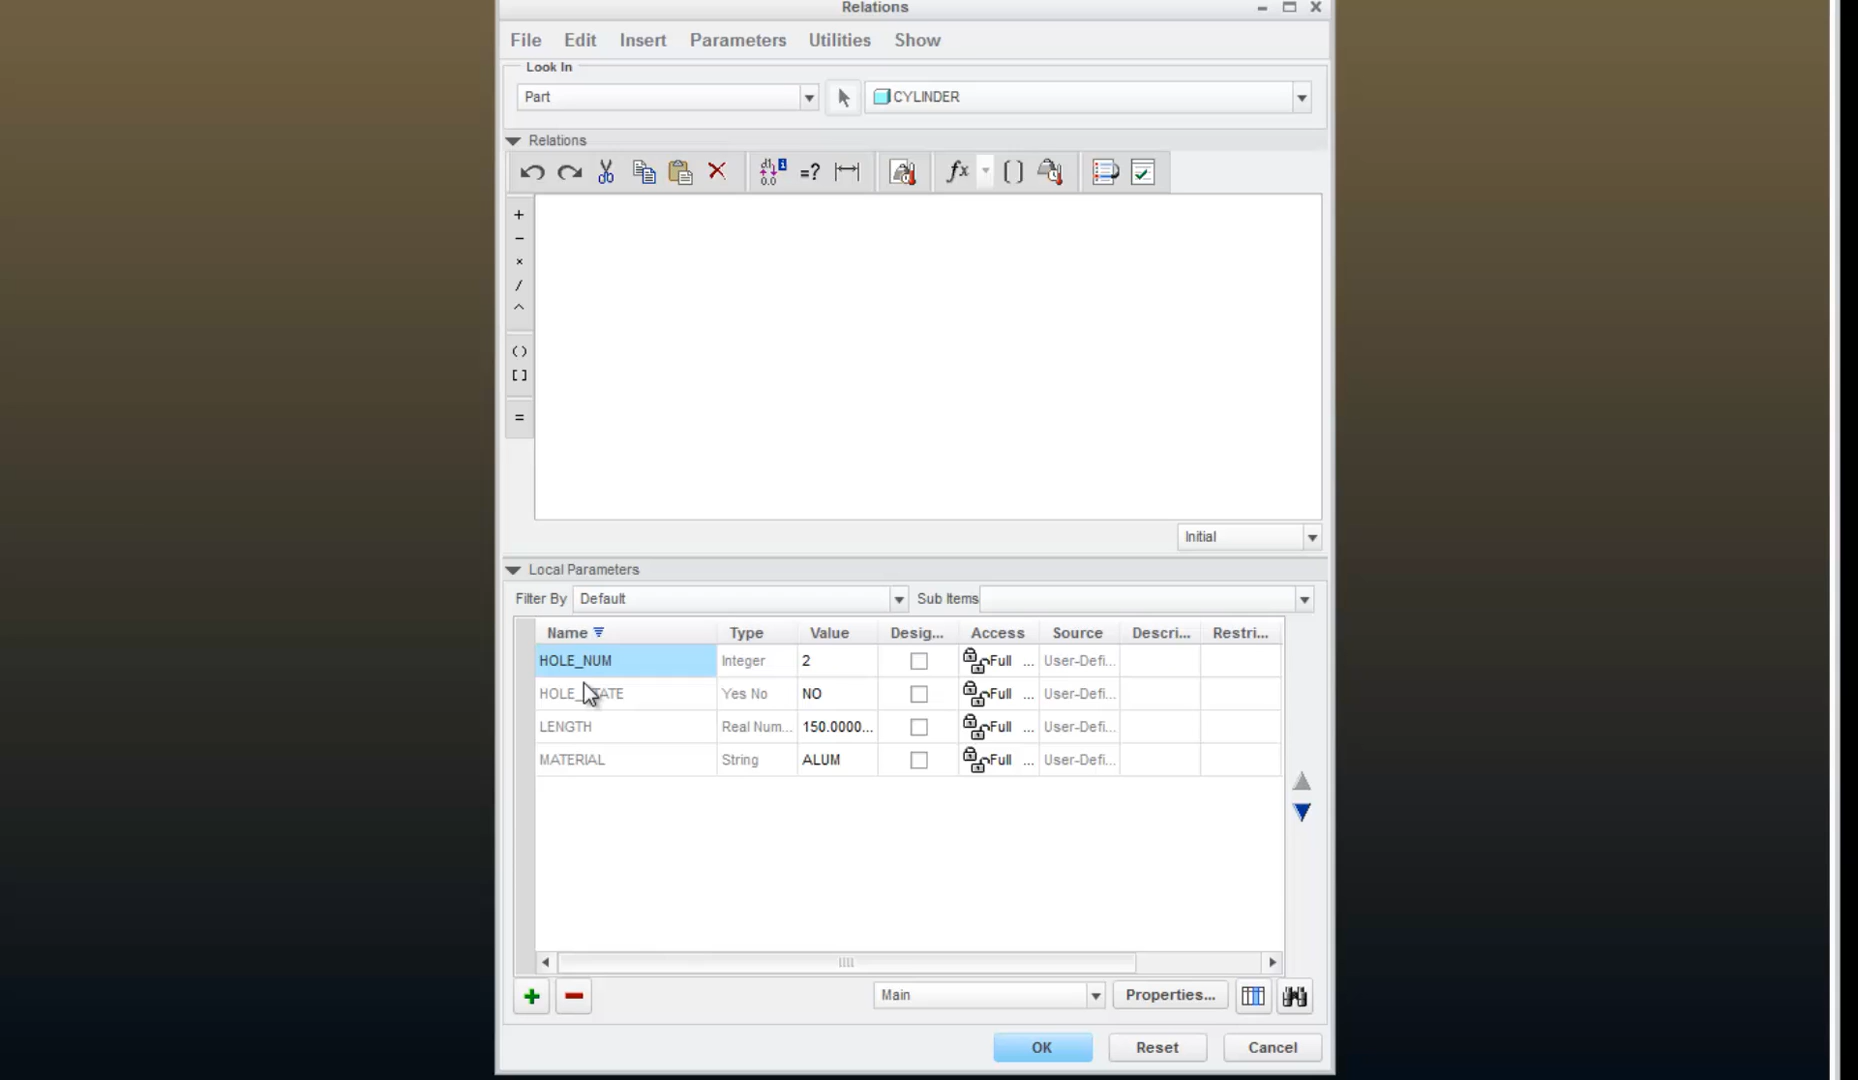 Relations
File Edit Insert Parameters Utilities Show
Look In
Part CYLINDER
Relations
=? fx [ ]
+
-
×
/
^
( )
[ ]
=
Initial
Local Parameters
Filter By Default Sub Items
Name Type Value Desig... Access Source Descri... Restri...
HOLE_NUM Integer 2 Full ... User-Defi...
Yes No NO Full ... User-Defi...
LENGTH Real Num... 150.0000... Full ... User-Defi...
MATERIAL String ALUM Full ... User-Defi...
Main Properties...
OK Reset Cancel